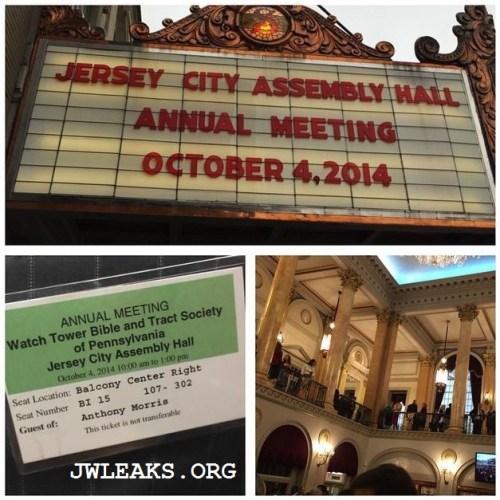 JERSEY CITY ASSEMBLY HALL
ANNUAL MEETING
OCTOBER 4, 2014
ANNUAL MEETING
Watch Tower Bible and Tract Society
of Pennsylvania
Jersey City Assembly Hall
October 4, 2014 10:00 am to 1:00 pm
Seat Location: Balcony Center Right
Seat Number BI 15 107- 302
Guest of: Anthony Morris
This ticket is not transferable
JWLEAKS.ORG